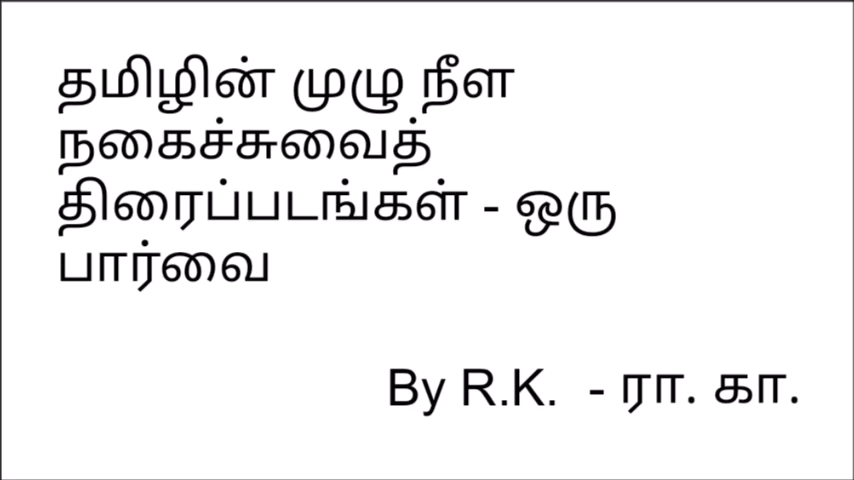 தமிழின் முழு நீள
நகைச்சுவைத்
திரைப்படங்கள் - ஒரு
பார்வை
By R.K. - ரா. கா.